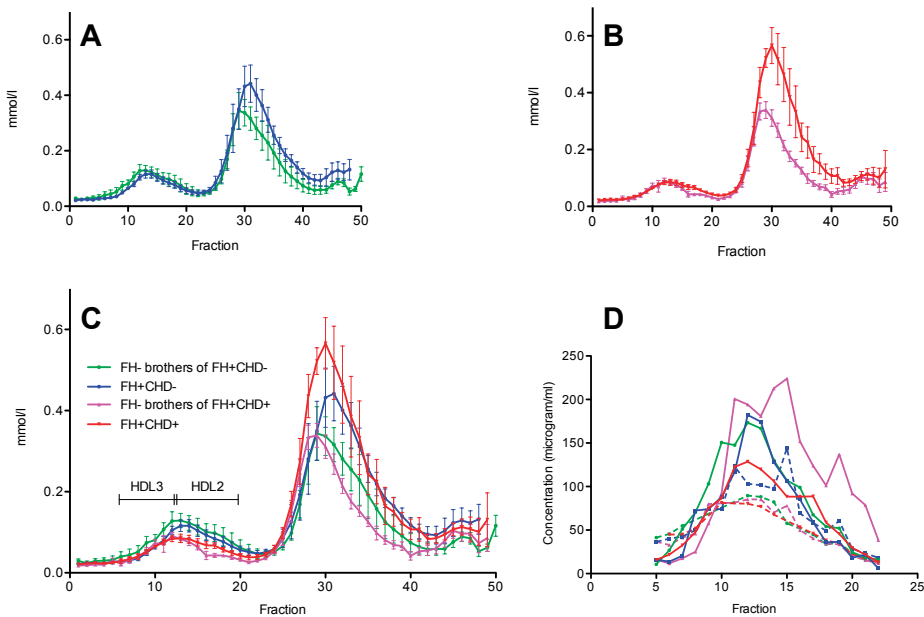 A
mmol/l
0.6
0.4
0.2
0.0
0 10 20 30 40 50
Fraction
B
mmol/l
0.6
0.4
0.2
0.0
0 10 20 30 40 50
Fraction
C
mmol/l
0.6
0.4
0.2
0.0
FH- brothers of FH+CHD-
FH+CHD-
FH- brothers of FH+CHD+
FH+CHD+
HDL3 HDL2
0 10 20 30 40 50
Fraction
D
Concentration (microgram/ml)
250
200
150
100
50
0
0 5 10 15 20 25
Fraction